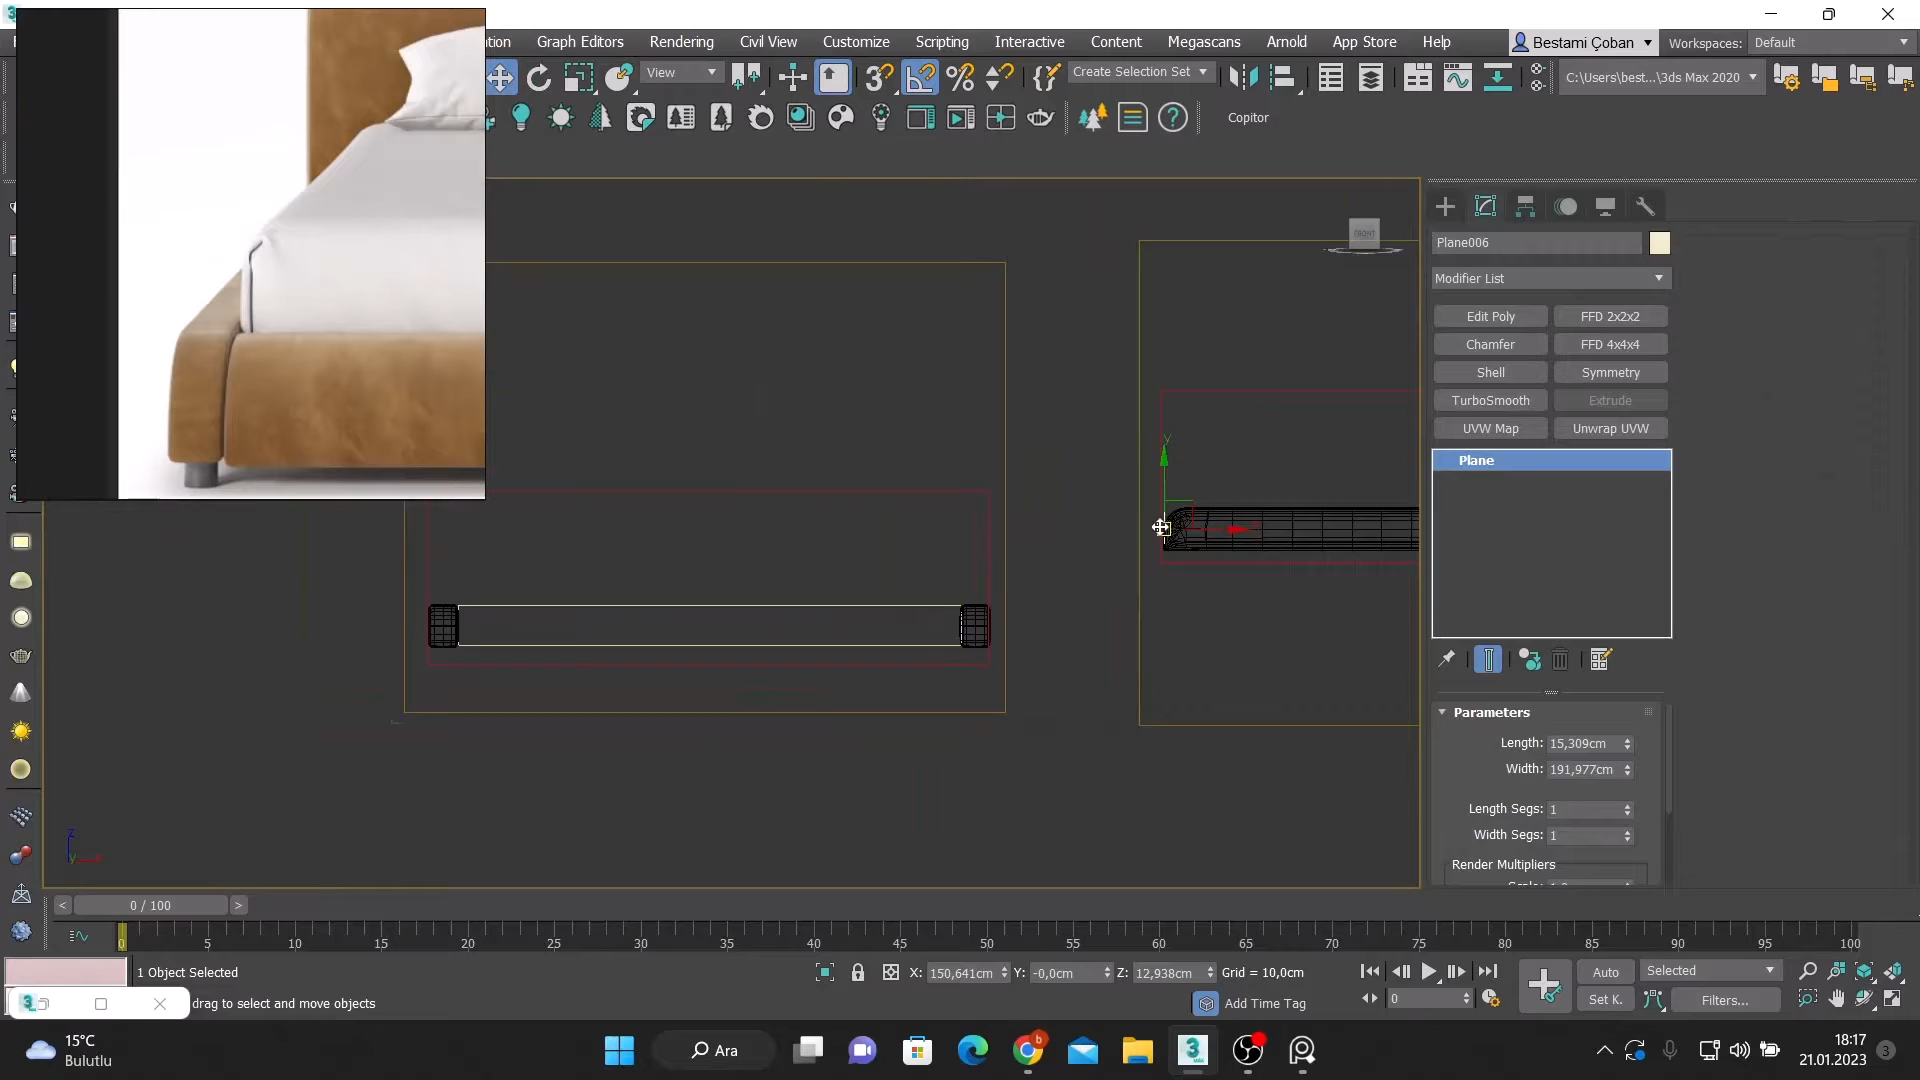 ation Graph Editors Rendering Civil View Customize Scripting Interactive Content Megascans Arnold App Store Help Bestami Çoban Workspaces: Default
View Create Selection Set C:\Users\best...\3ds Max 2020
Copitor
FRONT
Plane006
Modifier List
Edit Poly FFD 2x2x2
Chamfer FFD 4x4x4
Shell Symmetry
TurboSmooth Extrude
UVW Map Unwrap UVW
Plane
y
Parameters
Length: 15,309cm
Width: 191,977cm
Length Segs: 1
Width Segs: 1
Render Multipliers
z
y x
< 0 / 100 >
0 5 10 15 20 25 30 35 40 45 50 55 60 65 70 75 80 85 90 95 100
1 Object Selected X: 150,641cm Y: -0,0cm Z: 12,938cm Grid = 10,0cm Auto Selected
drag to select and move objects Add Time Tag 0 Set K. Filters...
15°C
Bulutlu
Ara
18:17
21.01.2023 3